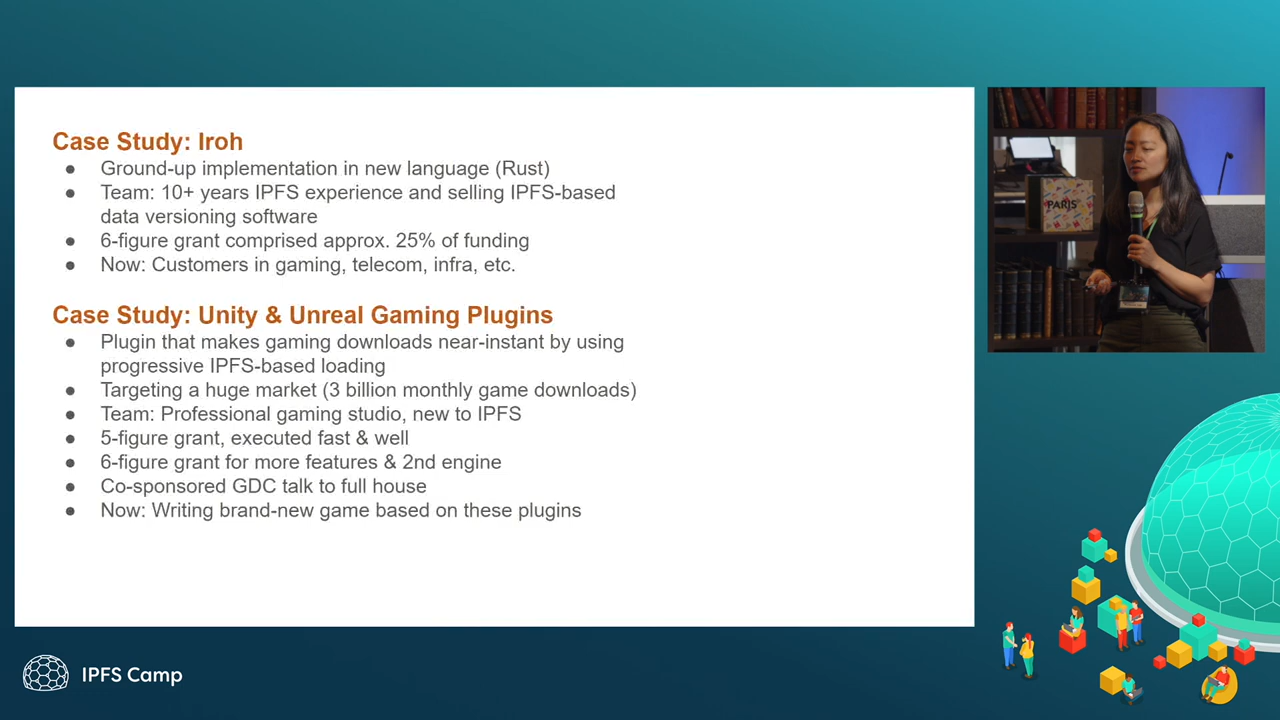 Case Study: Iroh
● Ground-up implementation in new language (Rust)
● Team: 10+ years IPFS experience and selling IPFS-based
data versioning software
● 6-figure grant comprised approx. 25% of funding
● Now: Customers in gaming, telecom, infra, etc.
Case Study: Unity & Unreal Gaming Plugins
● Plugin that makes gaming downloads near-instant by using
progressive IPFS-based loading
● Targeting a huge market (3 billion monthly game downloads)
● Team: Professional gaming studio, new to IPFS
● 5-figure grant, executed fast & well
● 6-figure grant for more features & 2nd engine
● Co-sponsored GDC talk to full house
● Now: Writing brand-new game based on these plugins
PARIS
IPFS Camp